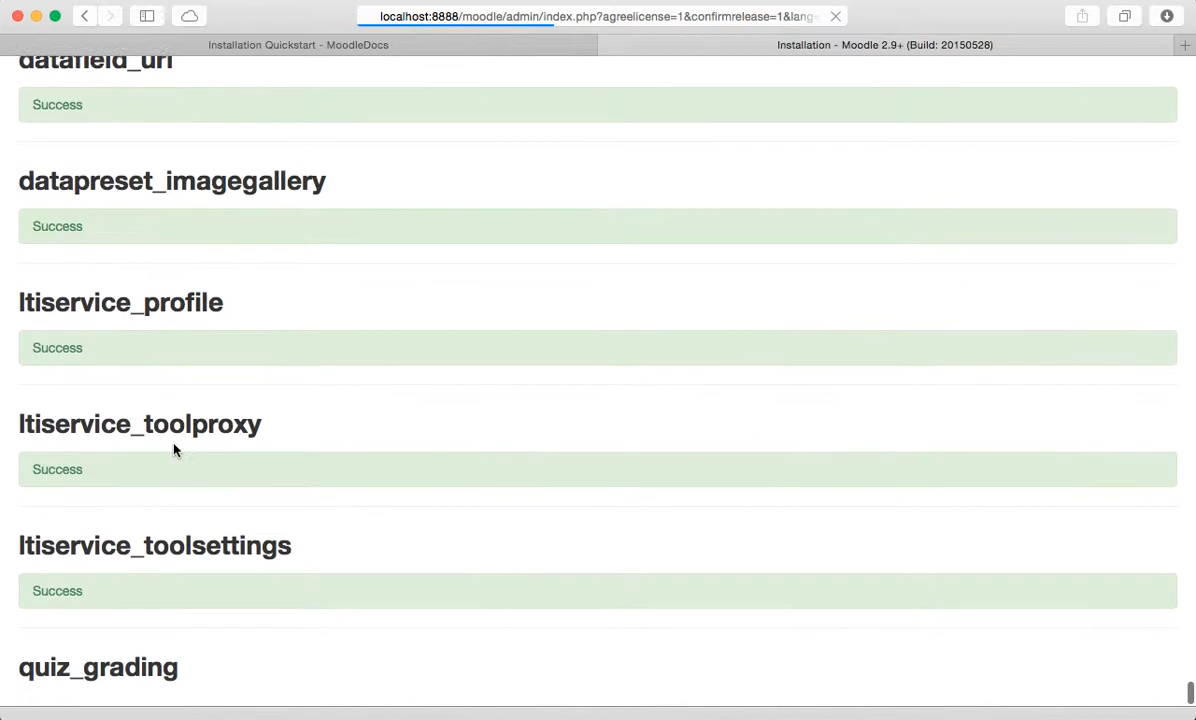 localhost:8888/moodle/admin/index.php?agreelicense=1&confirmrelease=1&lang=
Installation Quickstart - MoodleDocs
Installation - Moodle 2.9+ (Build: 20150528)
datafield_url
Success
datapreset_imagegallery
Success
ltiservice_profile
Success
ltiservice_toolproxy
Success
ltiservice_toolsettings
Success
quiz_grading